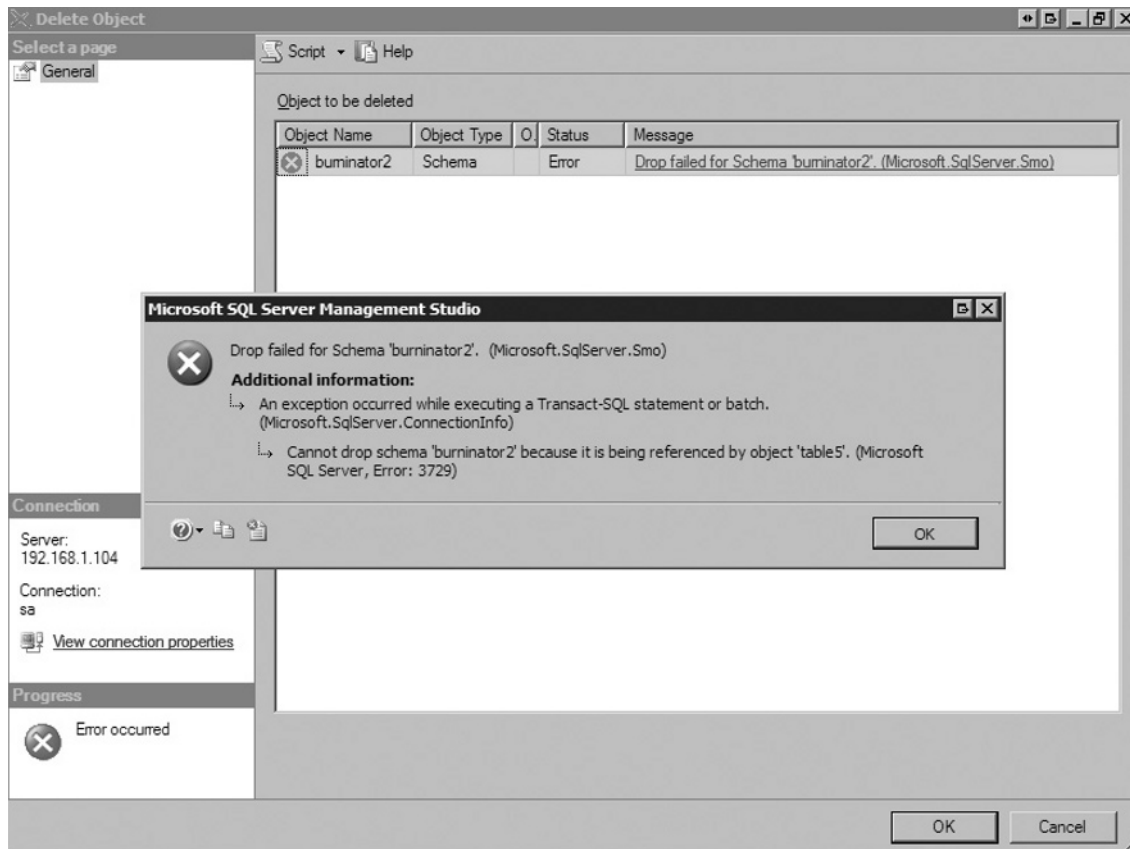 Delete Object
Select a page
General
Script
Help
Object to be deleted
Object Name Object Type O. Status Message
burninator2 Schema Error Drop failed for Schema 'burninator2'. (Microsoft.SqlServer.Smo)
Microsoft SQL Server Management Studio
Drop failed for Schema 'burninator2'. (Microsoft.SqlServer.Smo)
Additional information:
An exception occurred while executing a Transact-SQL statement or batch.
(Microsoft.SqlServer.ConnectionInfo)
Cannot drop schema 'burninator2' because it is being referenced by object 'table5'. (Microsoft
SQL Server, Error: 3729)
OK
Connection
Server:
192.168.1.104
Connection:
sa
View connection properties
Progress
Error occurred
OK
Cancel